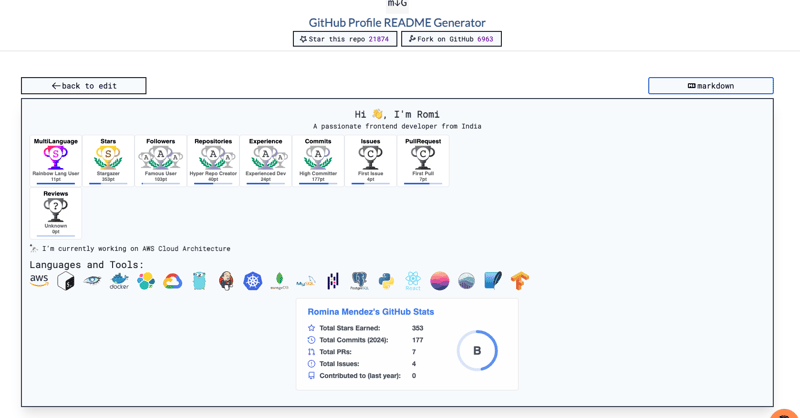 m↓G
GitHub Profile README Generator
Star this repo 21874
Fork on GitHub 6963
←back to edit
markdown
Hi 👋, I'm Romi
A passionate frontend developer from India
MultiLanguage Stars Followers Repositories Experience Commits Issues PullRequest
S S A A A A A A A A A S C C
Rainbow Lang User Stargazer Famous User Hyper Repo Creator Experienced Dev High Committer First Issue First Pull
11pt 353pt 103pt 40pt 24pt 177pt 4pt 7pt
Reviews
?
Unknown
0pt
I'm currently working on AWS Cloud Architecture
Languages and Tools:
aws docker mongoDB MySQL PostgreSQL React
Romina Mendez's GitHub Stats
Total Stars Earned: 353
Total Commits (2024): 177
Total PRs: 7
Total Issues: 4
Contributed to (last year): 0
B